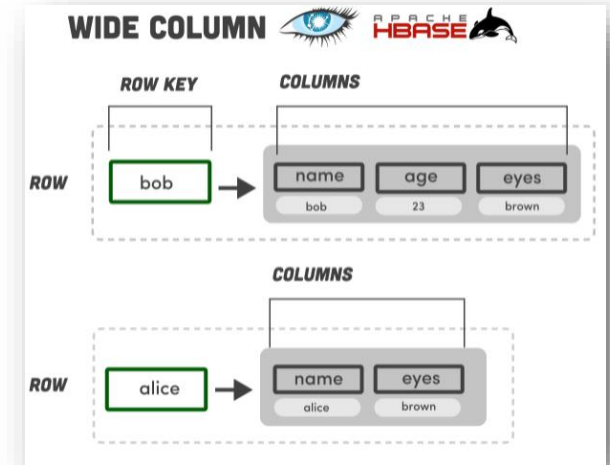 WIDE COLUMN APACHE HBASE
ROW KEY COLUMNS
ROW bob name age eyes
bob 23 brown
COLUMNS
ROW alice name eyes
alice brown